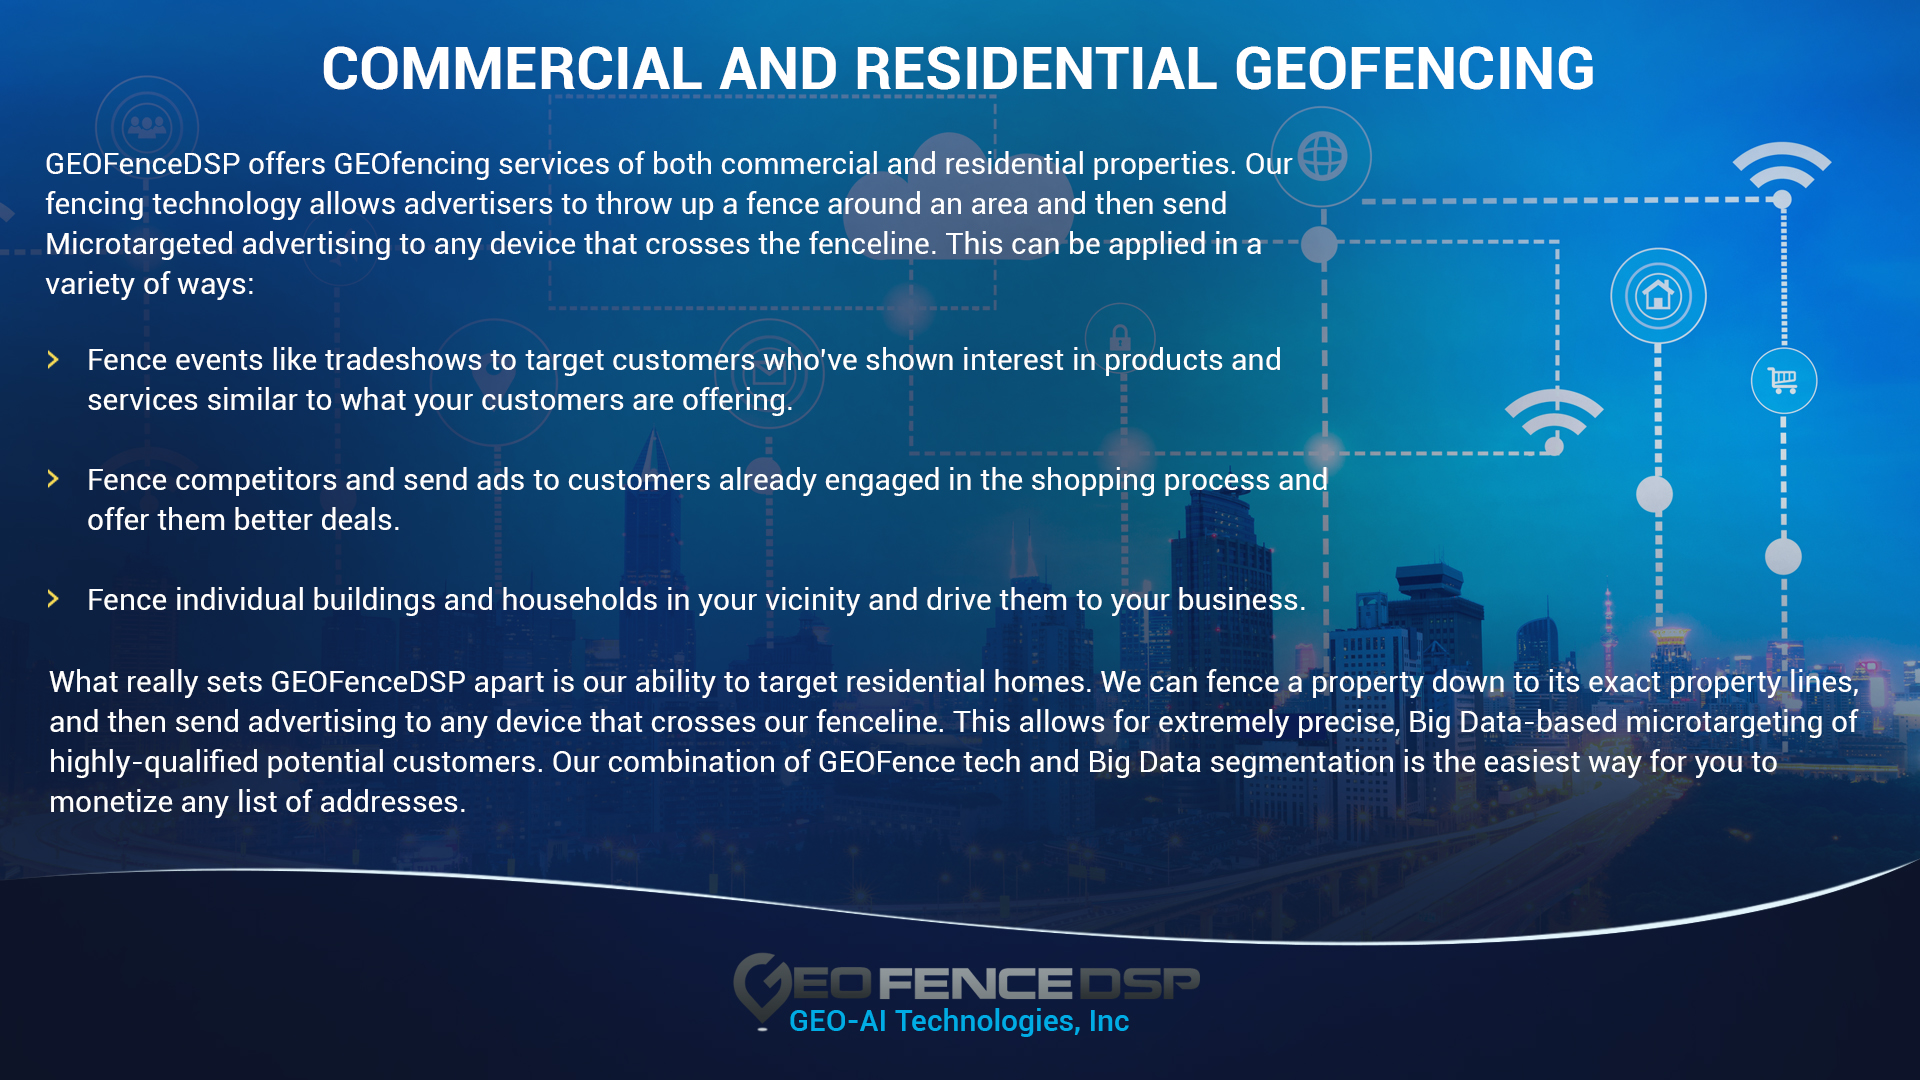 COMMERCIAL AND RESIDENTIAL GEOFENCING
GEOFenceDSP offers GEOfencing services of both commercial and residential properties. Our
fencing technology allows advertisers to throw up a fence around an area and then send
Microtargeted advertising to any device that crosses the fenceline. This can be applied in a
variety of ways:
Fence events like tradeshows to target customers who've shown interest in products and
services similar to what your customers are offering.
Fence competitors and send ads to customers already engaged in the shopping process and
offer them better deals.
Fence individual buildings and households in your vicinity and drive them to your business.
What really sets GEOFenceDSP apart is our ability to target residential homes. We can fence a property down to its exact property lines,
and then send advertising to any device that crosses our fenceline. This allows for extremely precise, Big Data-based microtargeting of
highly-qualified potential customers. Our combination of GEOFence tech and Big Data segmentation is the easiest way for you to
monetize any list of addresses.
GEOFENCEDSP
GEO-AI Technologies, Inc